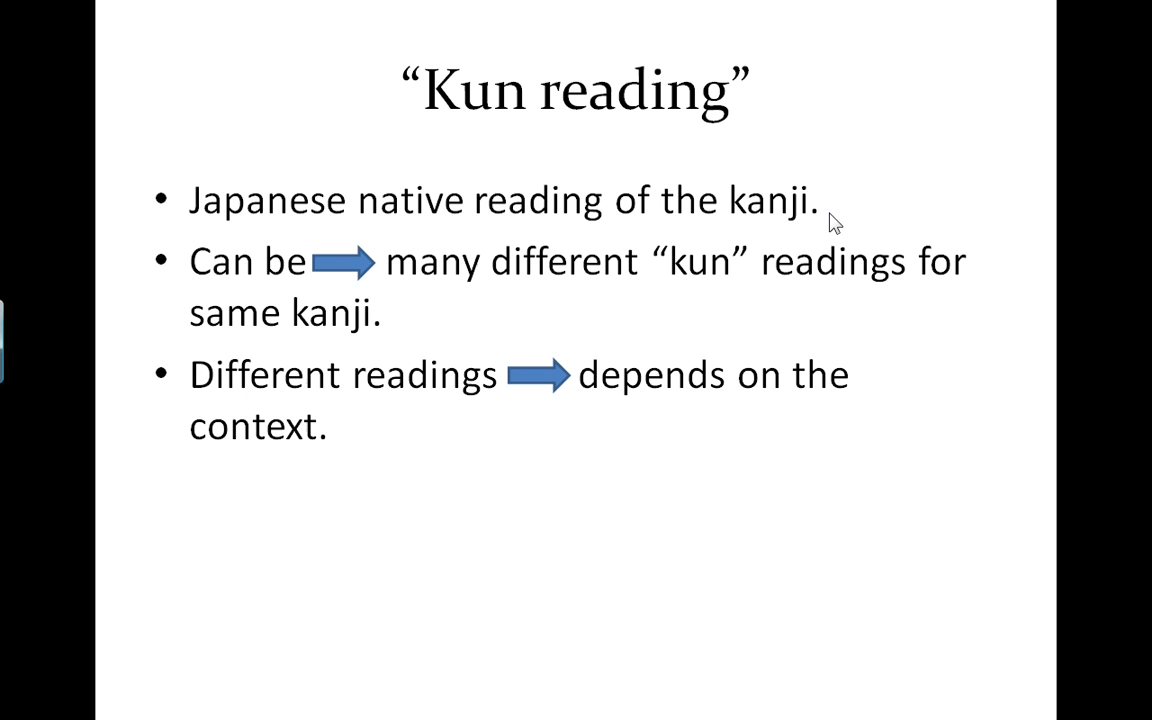 “Kun reading”
• Japanese native reading of the kanji.
• Can be many different “kun” readings for
same kanji.
• Different readings depends on the
context.